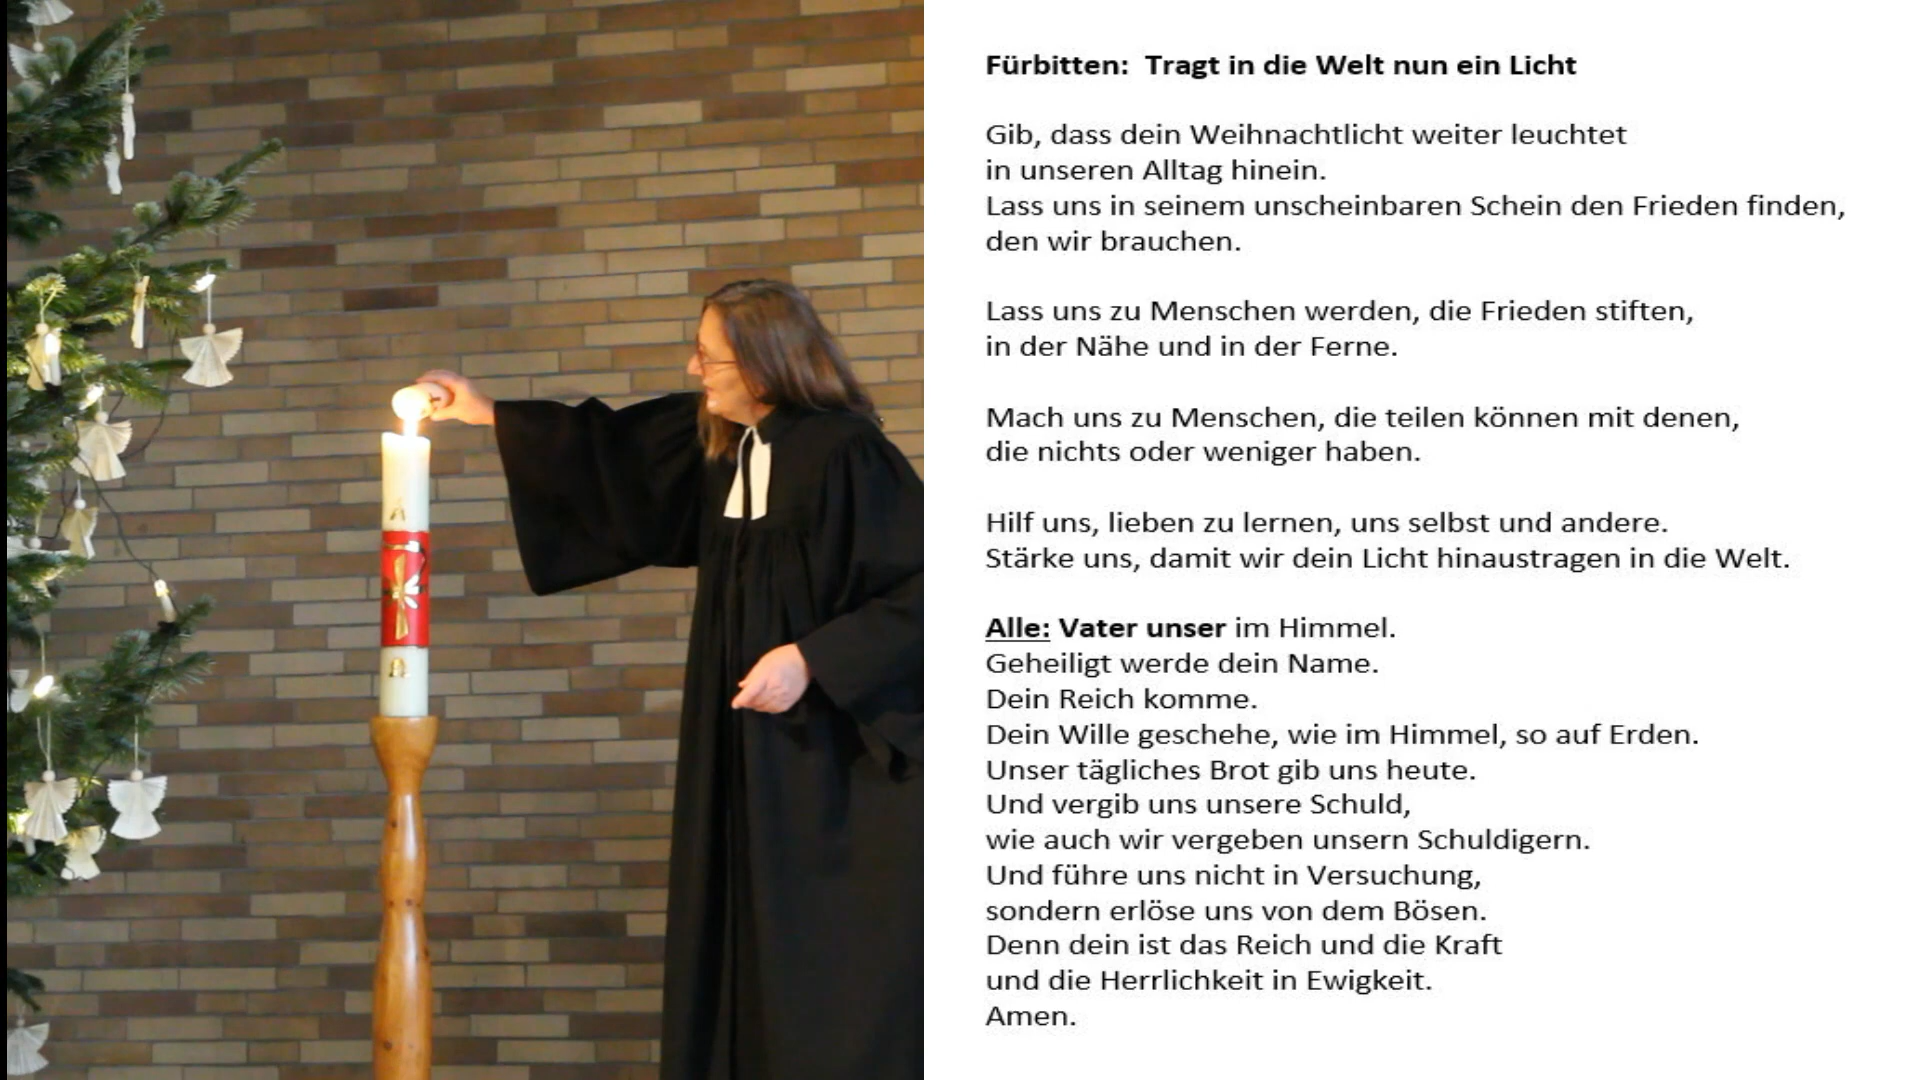 Fürbitten:  Tragt in die Welt nun ein Licht
Gib, dass dein Weihnachtlicht weiter leuchtet
in unseren Alltag hinein.
Lass uns in seinem unscheinbaren Schein den Frieden finden,
den wir brauchen.
Lass uns zu Menschen werden, die Frieden stiften,
in der Nähe und in der Ferne.
Mach uns zu Menschen, die teilen können mit denen,
die nichts oder weniger haben.
Hilf uns, lieben zu lernen, uns selbst und andere.
Stärke uns, damit wir dein Licht hinaustragen in die Welt.
Alle: Vater unser im Himmel.
Geheiligt werde dein Name.
Dein Reich komme.
Dein Wille geschehe, wie im Himmel, so auf Erden.
Unser tägliches Brot gib uns heute.
Und vergib uns unsere Schuld,
wie auch wir vergeben unsern Schuldigern.
Und führe uns nicht in Versuchung,
sondern erlöse uns von dem Bösen.
Denn dein ist das Reich und die Kraft
und die Herrlichkeit in Ewigkeit.
Amen.
Α
Ω